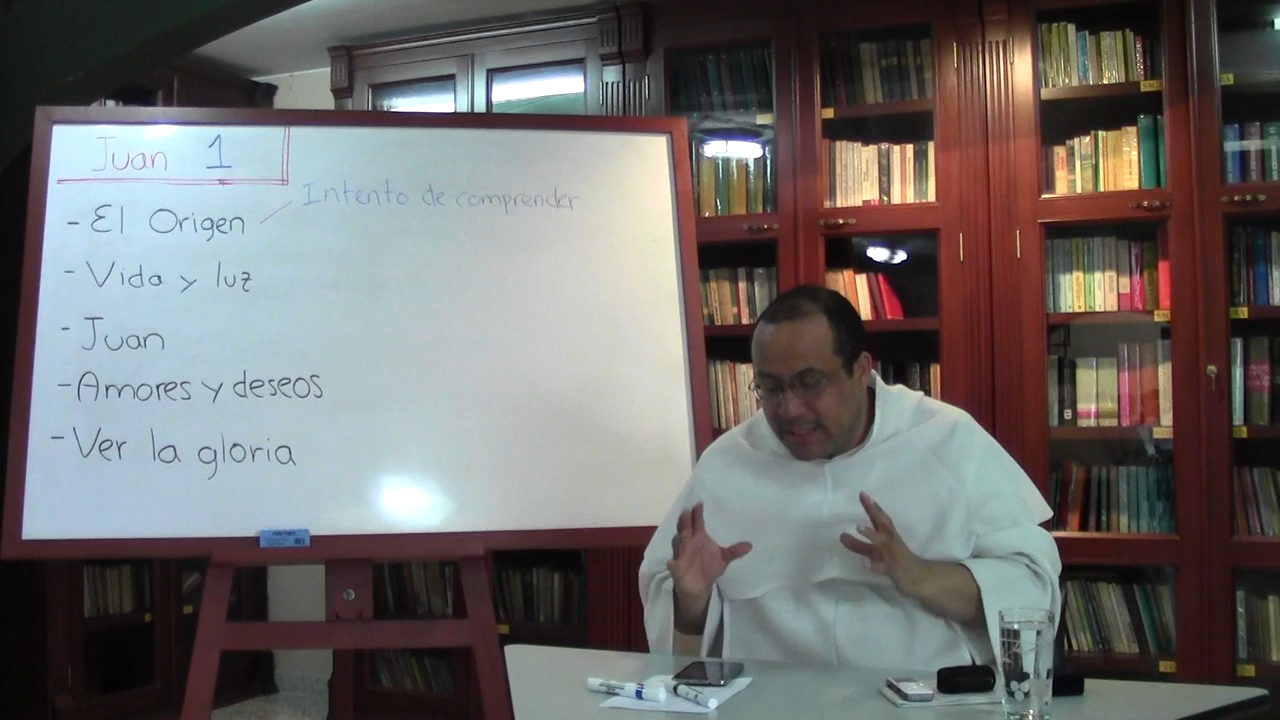 Juan 1
- El Origen
Intento de comprender
- Vida y luz
- Juan
- Amores y deseos
- Ver la gloria